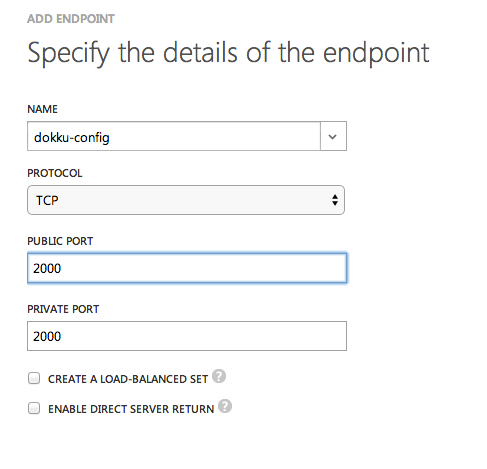 ADD ENDPOINT
Specify the details of the endpoint
NAME
dokku-config
PROTOCOL
TCP
PUBLIC PORT
2000
PRIVATE PORT
2000
CREATE A LOAD-BALANCED SET ?
ENABLE DIRECT SERVER RETURN ?